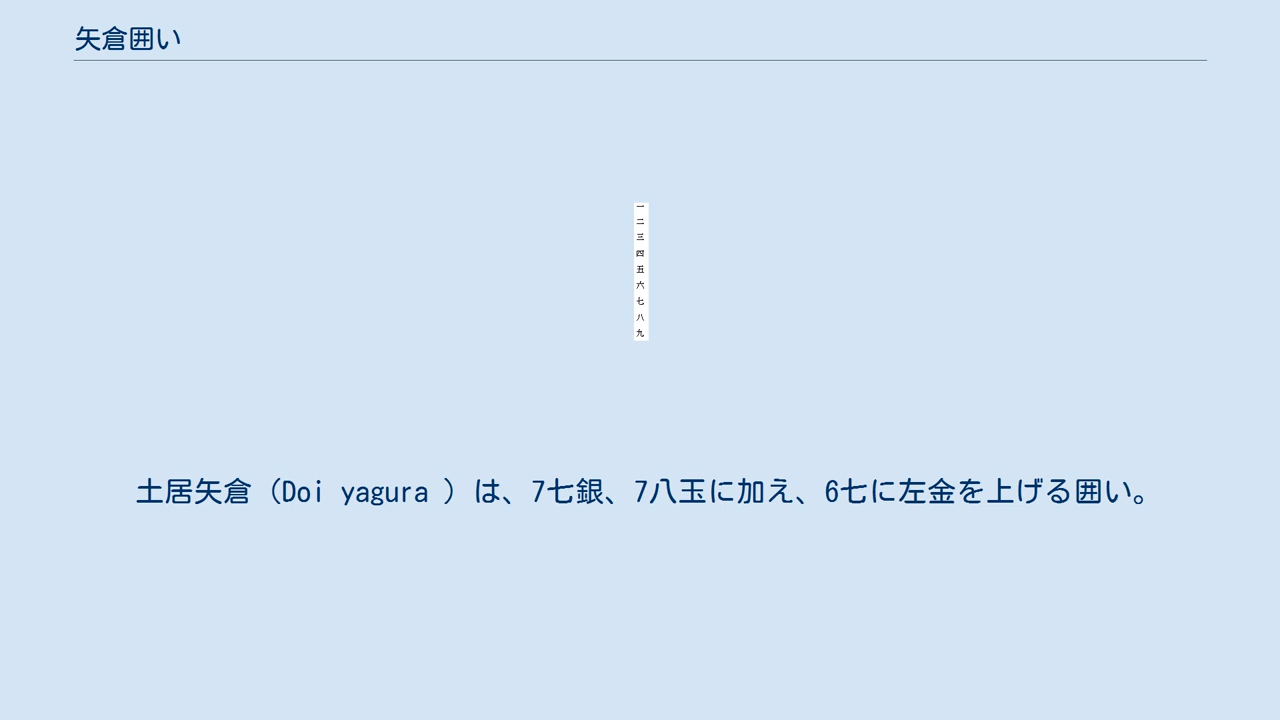 矢倉囲い
一
二
三
四
五
六
七
八
九
土居矢倉（Doi yagura ）は、7七銀、7八玉に加え、6七に左金を上げる囲い。